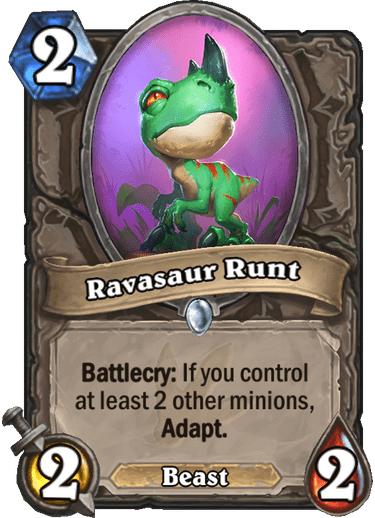 2
Ravasaur Runt
Battlecry: If you control
at least 2 other minions,
Adapt.
2
Beast
2